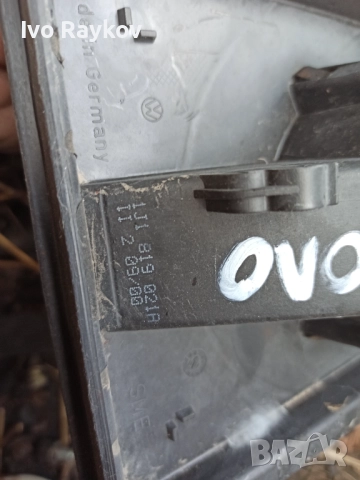 Ivo Raykov
in Germany
1J1 819 021A
II 2 09/00
OVO
BAZAR